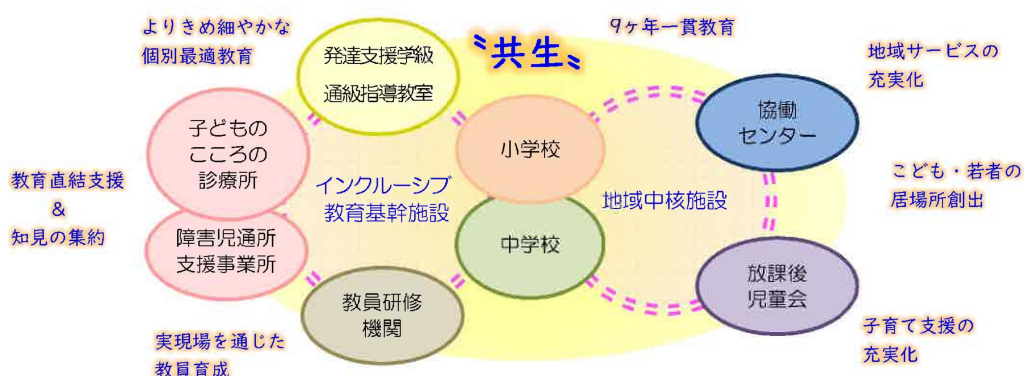 よりきめ細やかな
個別最適教育
発達支援学級
通級指導教室
〝共生〟
9ヶ年一貫教育
地域サービスの
充実化
子どもの
こころの
診療所
小学校
協働
センター
教育直結支援
&
知見の集約
インクルーシブ
教育基幹施設
地域中核施設
こども・若者の
居場所創出
障害児通所
支援事業所
中学校
放課後
児童会
教員研修
機関
実現場を通じた
教員育成
子育て支援の
充実化